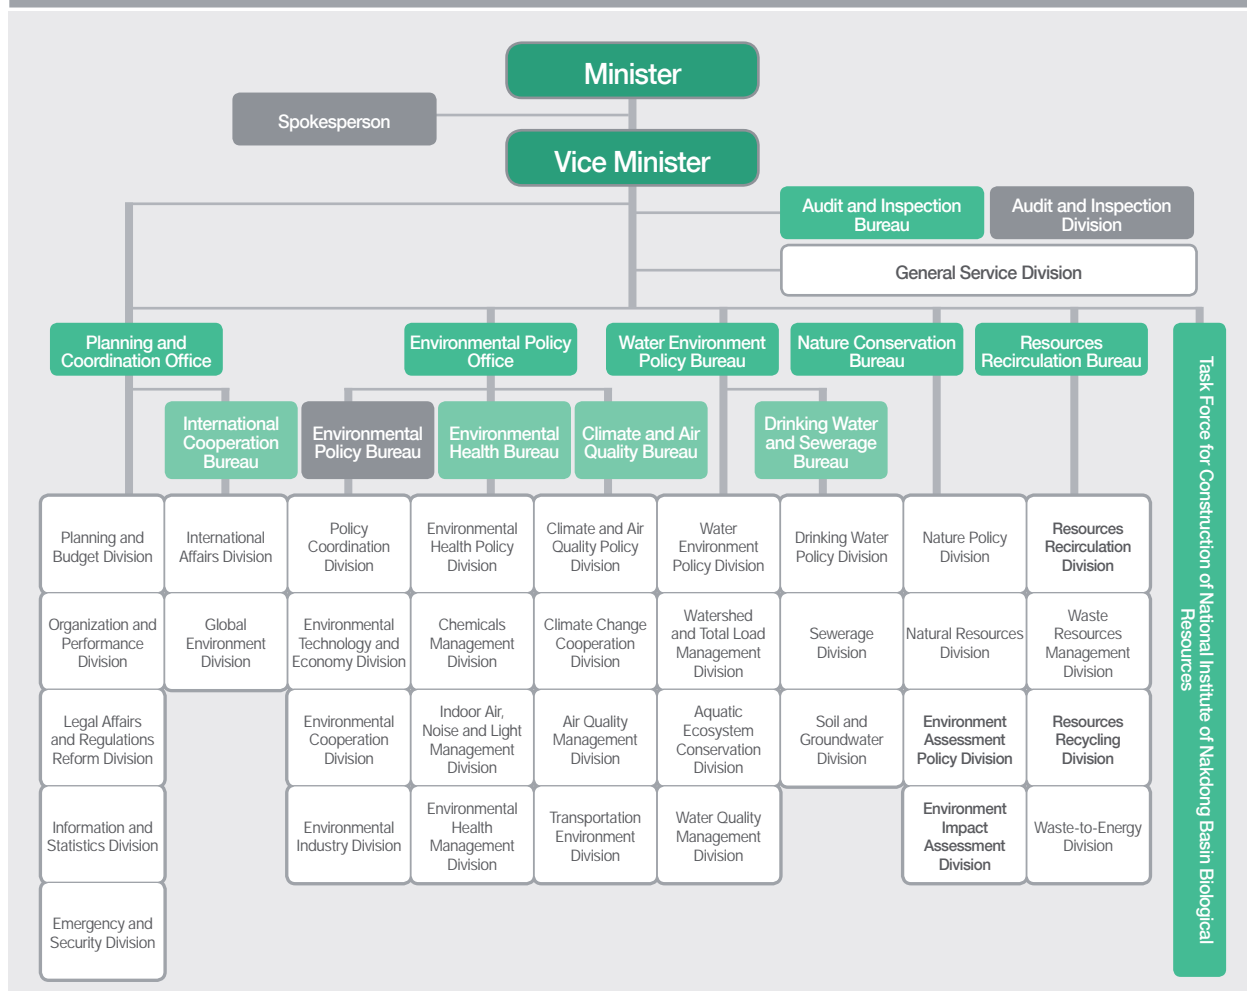 Minister
Spokesperson
Vice Minister
Audit and Inspection
Bureau
Audit and Inspection
Division
General Service Division
Planning and
Coordination Office
Environmental Policy
Office
Water Environment
Policy Bureau
Nature Conservation
Bureau
Resources
Recirculation Bureau
Task Force for Construction of National Institute of Nakdong Basin Biological
Resources
International
Cooperation
Bureau
Environmental
Policy Bureau
Environmental
Health Bureau
Climate and Air
Quality Bureau
Drinking Water
and Sewerage
Bureau
Planning and
Budget Division
International
Affairs Division
Policy
Coordination
Division
Environmental
Health Policy
Division
Climate and Air
Quality Policy
Division
Water
Environment
Policy Division
Drinking Water
Policy Division
Nature Policy
Division
Resources
Recirculation
Division
Organization and
Performance
Division
Global
Environment
Division
Environmental
Technology and
Economy Division
Chemicals
Management
Division
Climate Change
Cooperation
Division
Watershed
and Total Load
Management
Division
Sewerage
Division
Natural Resources
Division
Waste
Resources
Management
Division
Legal Affairs
and Regulations
Reform Division
Environmental
Cooperation
Division
Indoor Air,
Noise and Light
Management
Division
Air Quality
Management
Division
Aquatic
Ecosystem
Conservation
Division
Soil and
Groundwater
Division
Environment
Assessment
Policy Division
Resources
Recycling
Division
Information and
Statistics Division
Environmental
Industry Division
Environmental
Health
Management
Division
Transportation
Environment
Division
Water Quality
Management
Division
Environment
Impact
Assessment
Division
Waste-to-Energy
Division
Emergency and
Security Division